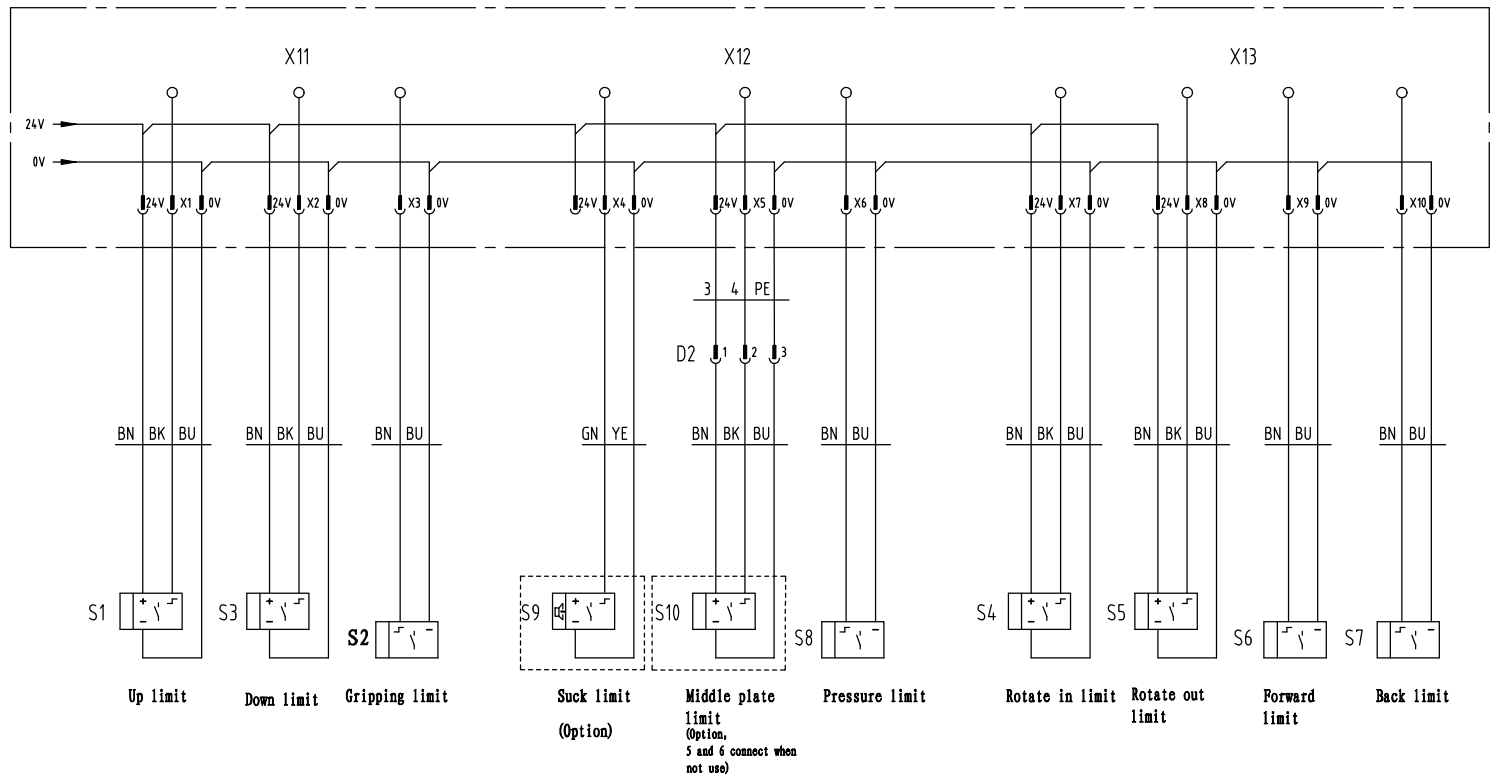 X11 X12 X13
24V
0V
24V X1 0V 24V X2 0V X3 0V 24V X4 0V 24V X5 0V X6 0V 24V X7 0V 24V X8 0V X9 0V X10 0V
3 4 PE
D2 1 2 3
BN BK BU BN BK BU BN BU GN YE BN BK BU BN BU BN BK BU BN BK BU BN BU BN BU
S1 S3 S2 S9 S10 S8 S4 S5 S6 S7
Up limit
Down limit
Gripping limit
Suck limit
(Option)
Middle plate
limit
(Option,
5 and 6 connect when
not use)
Pressure limit
Rotate in limit
Rotate out
limit
Forward
limit
Back limit